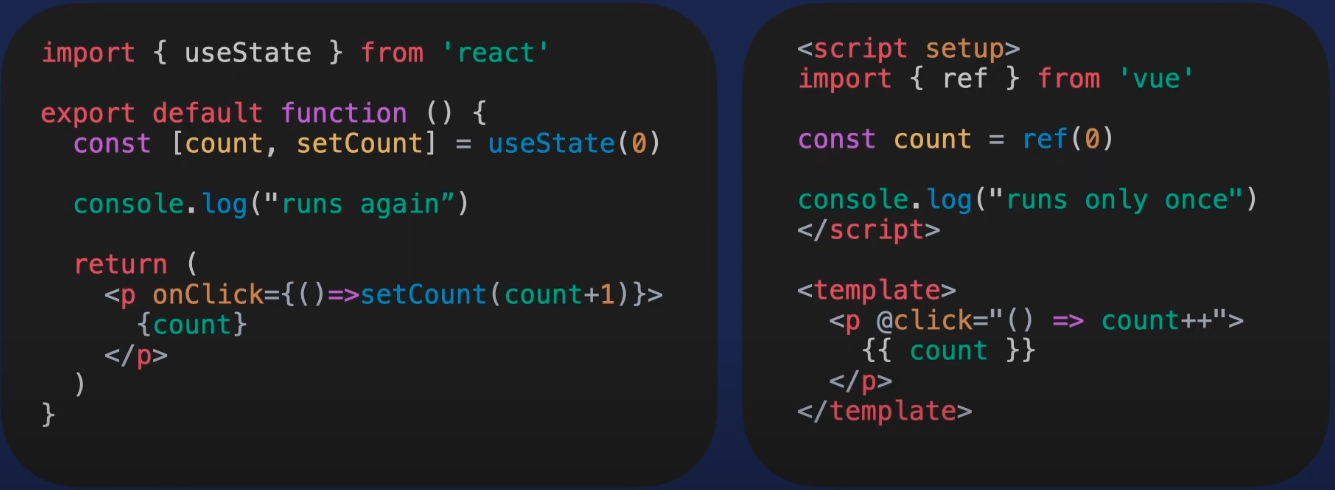 import { useState } from 'react'
export default function () {
  const [count, setCount] = useState(0)
  console.log("runs again”)
  return (
    <p onClick={()=>setCount(count+1)}>
      {count}
    </p>
  )
}
<script setup>
import { ref } from 'vue'
const count = ref(0)
console.log("runs only once")
</script>
<template>
  <p @click="() => count++">
    {{ count }}
  </p>
</template>